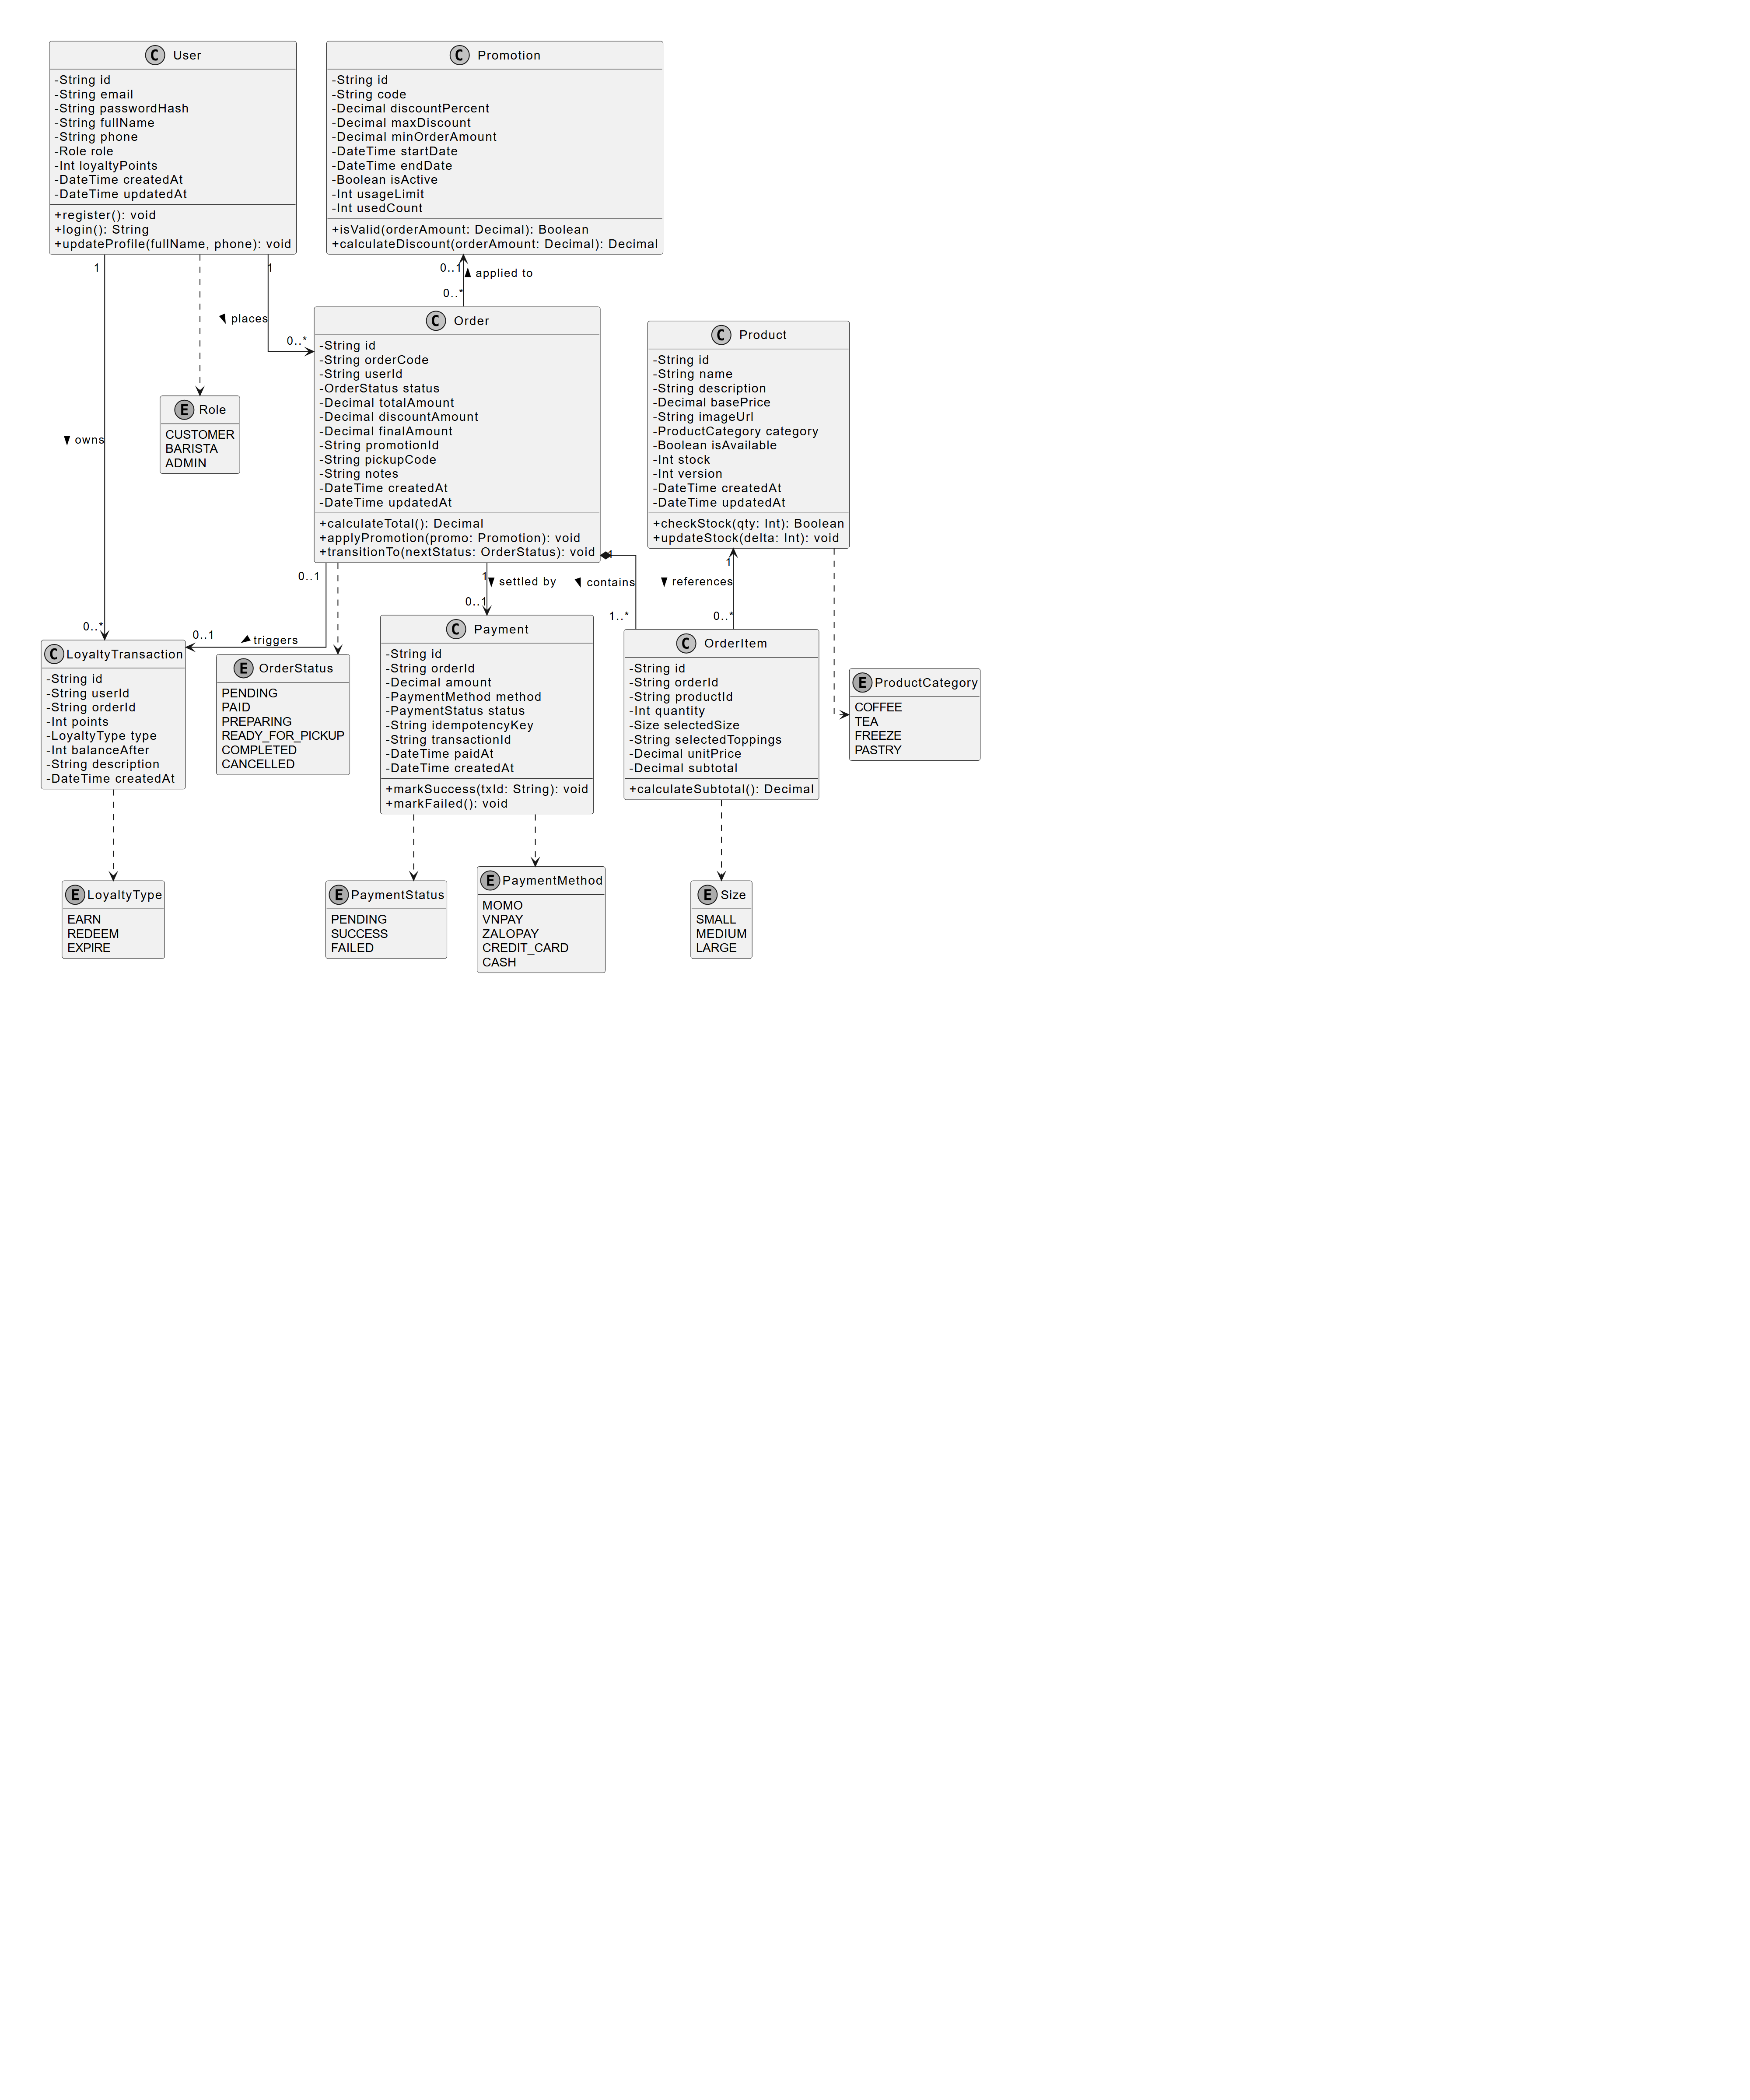 C User
-String id
-String email
-String passwordHash
-String fullName
-String phone
-Role role
-Int loyaltyPoints
-DateTime createdAt
-DateTime updatedAt
+register(): void
+login(): String
+updateProfile(fullName, phone): void
C Promotion
-String id
-String code
-Decimal discountPercent
-Decimal maxDiscount
-Decimal minOrderAmount
-DateTime startDate
-DateTime endDate
-Boolean isActive
-Int usageLimit
-Int usedCount
+isValid(orderAmount: Decimal): Boolean
+calculateDiscount(orderAmount: Decimal): Decimal
1
1
0..1
applied to
0..*
places
0..*
owns
C Order
-String id
-String orderCode
-String userId
-OrderStatus status
-Decimal totalAmount
-Decimal discountAmount
-Decimal finalAmount
-String promotionId
-String pickupCode
-String notes
-DateTime createdAt
-DateTime updatedAt
+calculateTotal(): Decimal
+applyPromotion(promo: Promotion): void
+transitionTo(nextStatus: OrderStatus): void
C Product
-String id
-String name
-String description
-Decimal basePrice
-String imageUrl
-ProductCategory category
-Boolean isAvailable
-Int stock
-Int version
-DateTime createdAt
-DateTime updatedAt
+checkStock(qty: Int): Boolean
+updateStock(delta: Int): void
E Role
CUSTOMER
BARISTA
ADMIN
1
1
0..1
1
settled by
contains
references
0..1
1..*
0..*
0..*
0..1
triggers
C LoyaltyTransaction
-String id
-String userId
-String orderId
-Int points
-LoyaltyType type
-Int balanceAfter
-String description
-DateTime createdAt
E OrderStatus
PENDING
PAID
PREPARING
READY_FOR_PICKUP
COMPLETED
CANCELLED
C Payment
-String id
-String orderId
-Decimal amount
-PaymentMethod method
-PaymentStatus status
-String idempotencyKey
-String transactionId
-DateTime paidAt
-DateTime createdAt
+markSuccess(txId: String): void
+markFailed(): void
C OrderItem
-String id
-String orderId
-String productId
-Int quantity
-Size selectedSize
-String selectedToppings
-Decimal unitPrice
-Decimal subtotal
+calculateSubtotal(): Decimal
E ProductCategory
COFFEE
TEA
FREEZE
PASTRY
E LoyaltyType
EARN
REDEEM
EXPIRE
E PaymentStatus
PENDING
SUCCESS
FAILED
E PaymentMethod
MOMO
VNPAY
ZALOPAY
CREDIT_CARD
CASH
E Size
SMALL
MEDIUM
LARGE